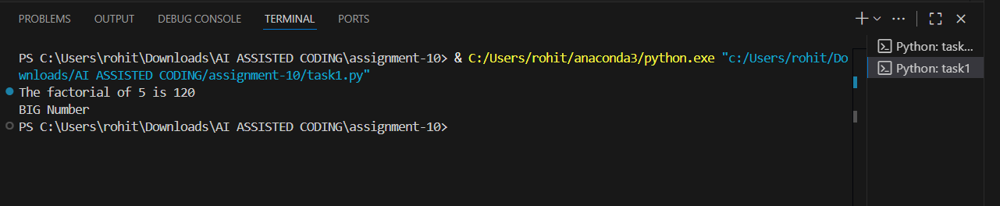 PROBLEMS OUTPUT DEBUG CONSOLE TERMINAL PORTS
PS C:\Users\rohit\Downloads\AI ASSISTED CODING\assignment-10> & C:/Users/rohit/anaconda3/python.exe "c:/Users/rohit/Do
wnloads/AI ASSISTED CODING/assignment-10/task1.py"
The factorial of 5 is 120
BIG Number
PS C:\Users\rohit\Downloads\AI ASSISTED CODING\assignment-10>
Python: task...
Python: task1